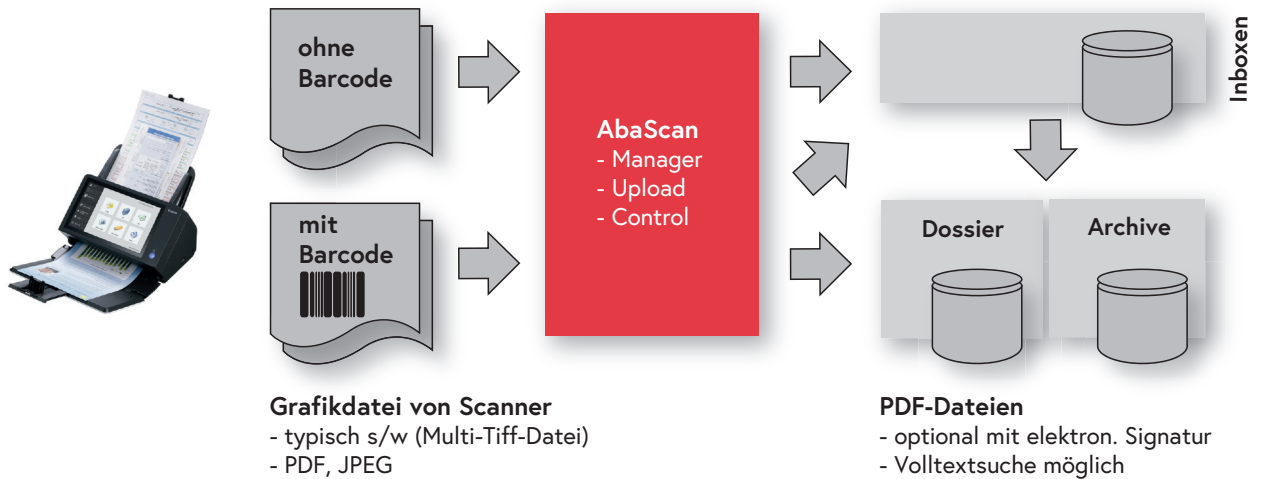 ohne
Barcode
mit
Barcode
AbaScan
- Manager
- Upload
- Control
Inboxen
Dossier
Archive
Grafikdatei von Scanner
- typisch s/w (Multi-Tiff-Datei)
- PDF, JPEG
PDF-Dateien
- optional mit elektron. Signatur
- Volltextsuche möglich